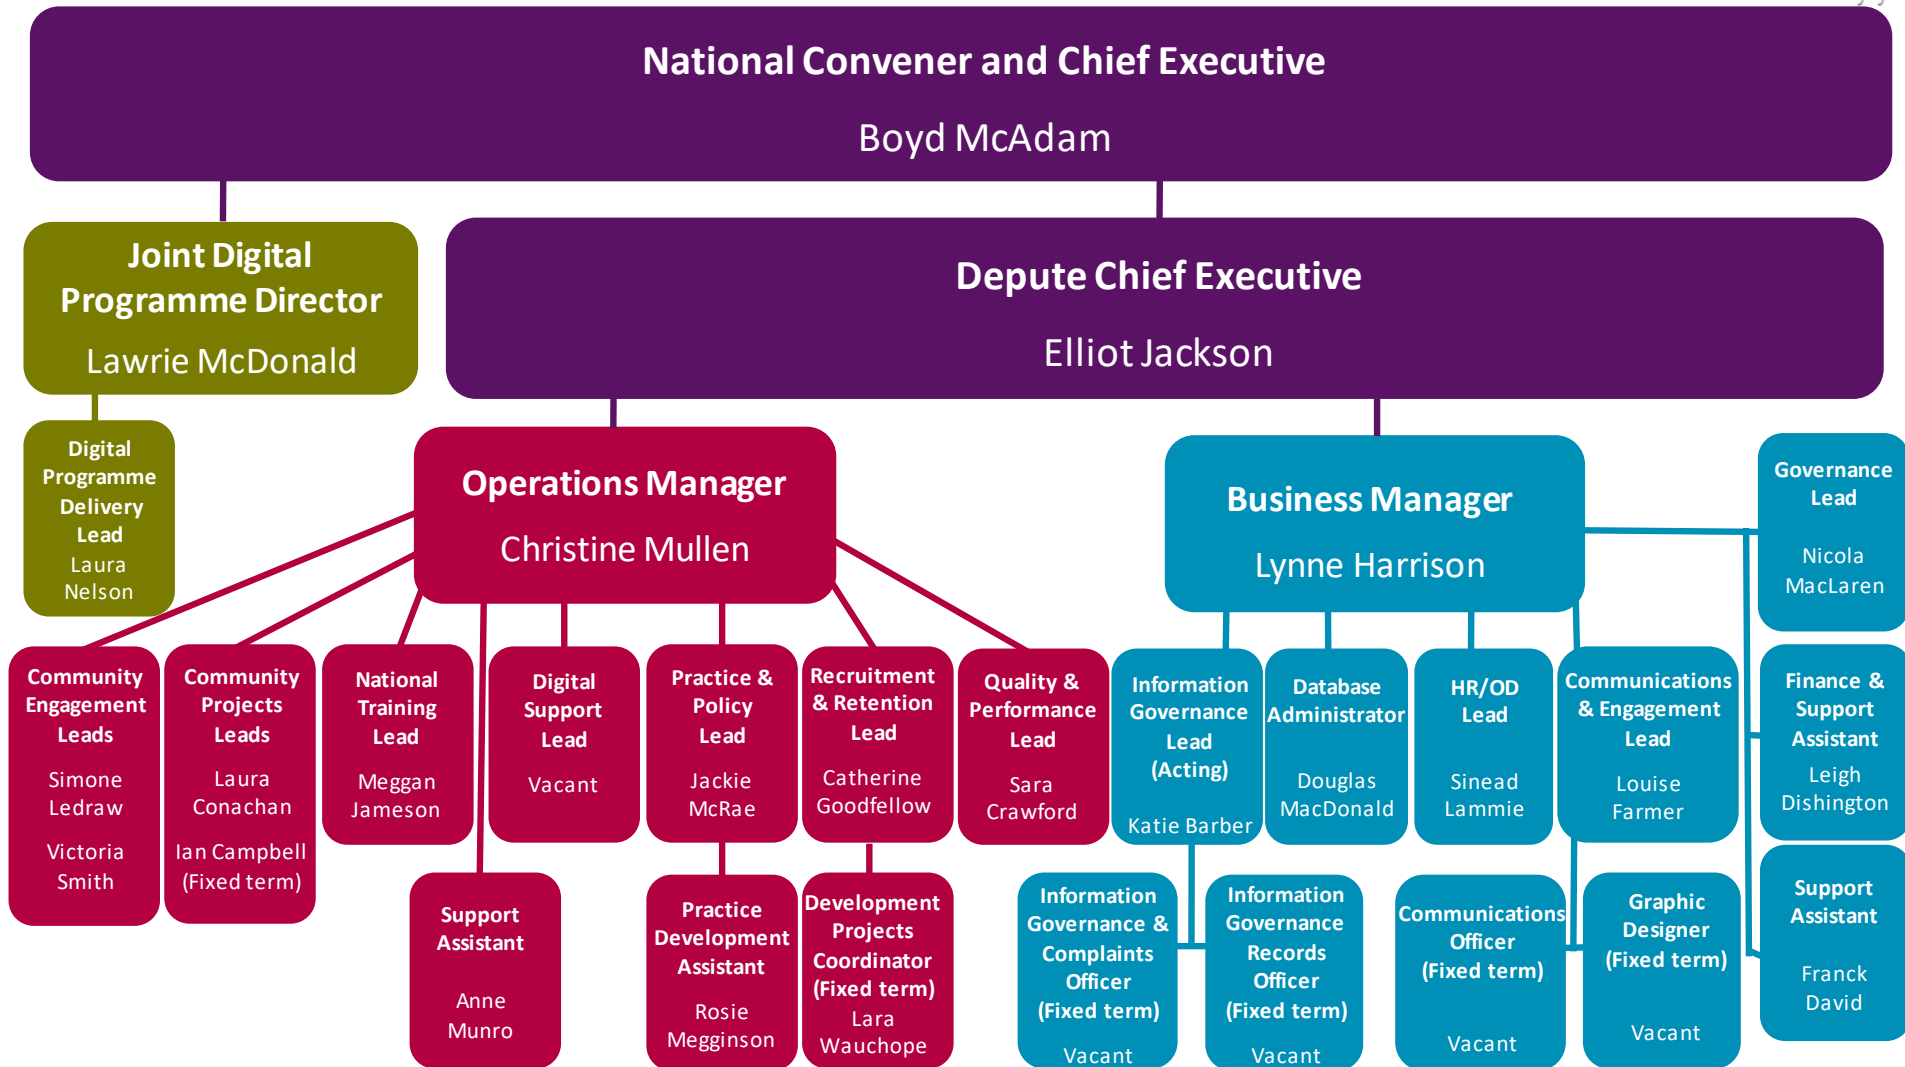 National Convener and Chief Executive
Boyd McAdam
Joint Digital
Programme Director
Lawrie McDonald
Depute Chief Executive
Elliot Jackson
Digital
Programme
Delivery
Lead
Laura
Nelson
Operations Manager
Christine Mullen
Business Manager
Lynne Harrison
Governance
Lead
Nicola
MacLaren
Community
Engagement
Leads
Simone
Ledraw
Victoria
Smith
Community
Projects
Leads
Laura
Conachan
Ian Campbell
(Fixed term)
National
Training
Lead
Meggan
Jameson
Digital
Support
Lead
Vacant
Practice &
Policy
Lead
Jackie
McRae
Recruitment
& Retention
Lead
Catherine
Goodfellow
Quality &
Performance
Lead
Sara
Crawford
Information
Governance
Lead
(Acting)
Katie Barber
Database
Administrator
Douglas
MacDonald
HR/OD
Lead
Sinead
Lammie
Communications
& Engagement
Lead
Louise
Farmer
Finance &
Support
Assistant
Leigh
Dishington
Support
Assistant
Anne
Munro
Practice
Development
Assistant
Rosie
Megginson
Development
Projects
Coordinator
(Fixed term)
Lara
Wauchope
Information
Governance &
Complaints
Officer
(Fixed term)
Vacant
Information
Governance
Records
Officer
(Fixed term)
Vacant
Communications
Officer
(Fixed term)
Vacant
Graphic
Designer
(Fixed term)
Vacant
Support
Assistant
Franck
David